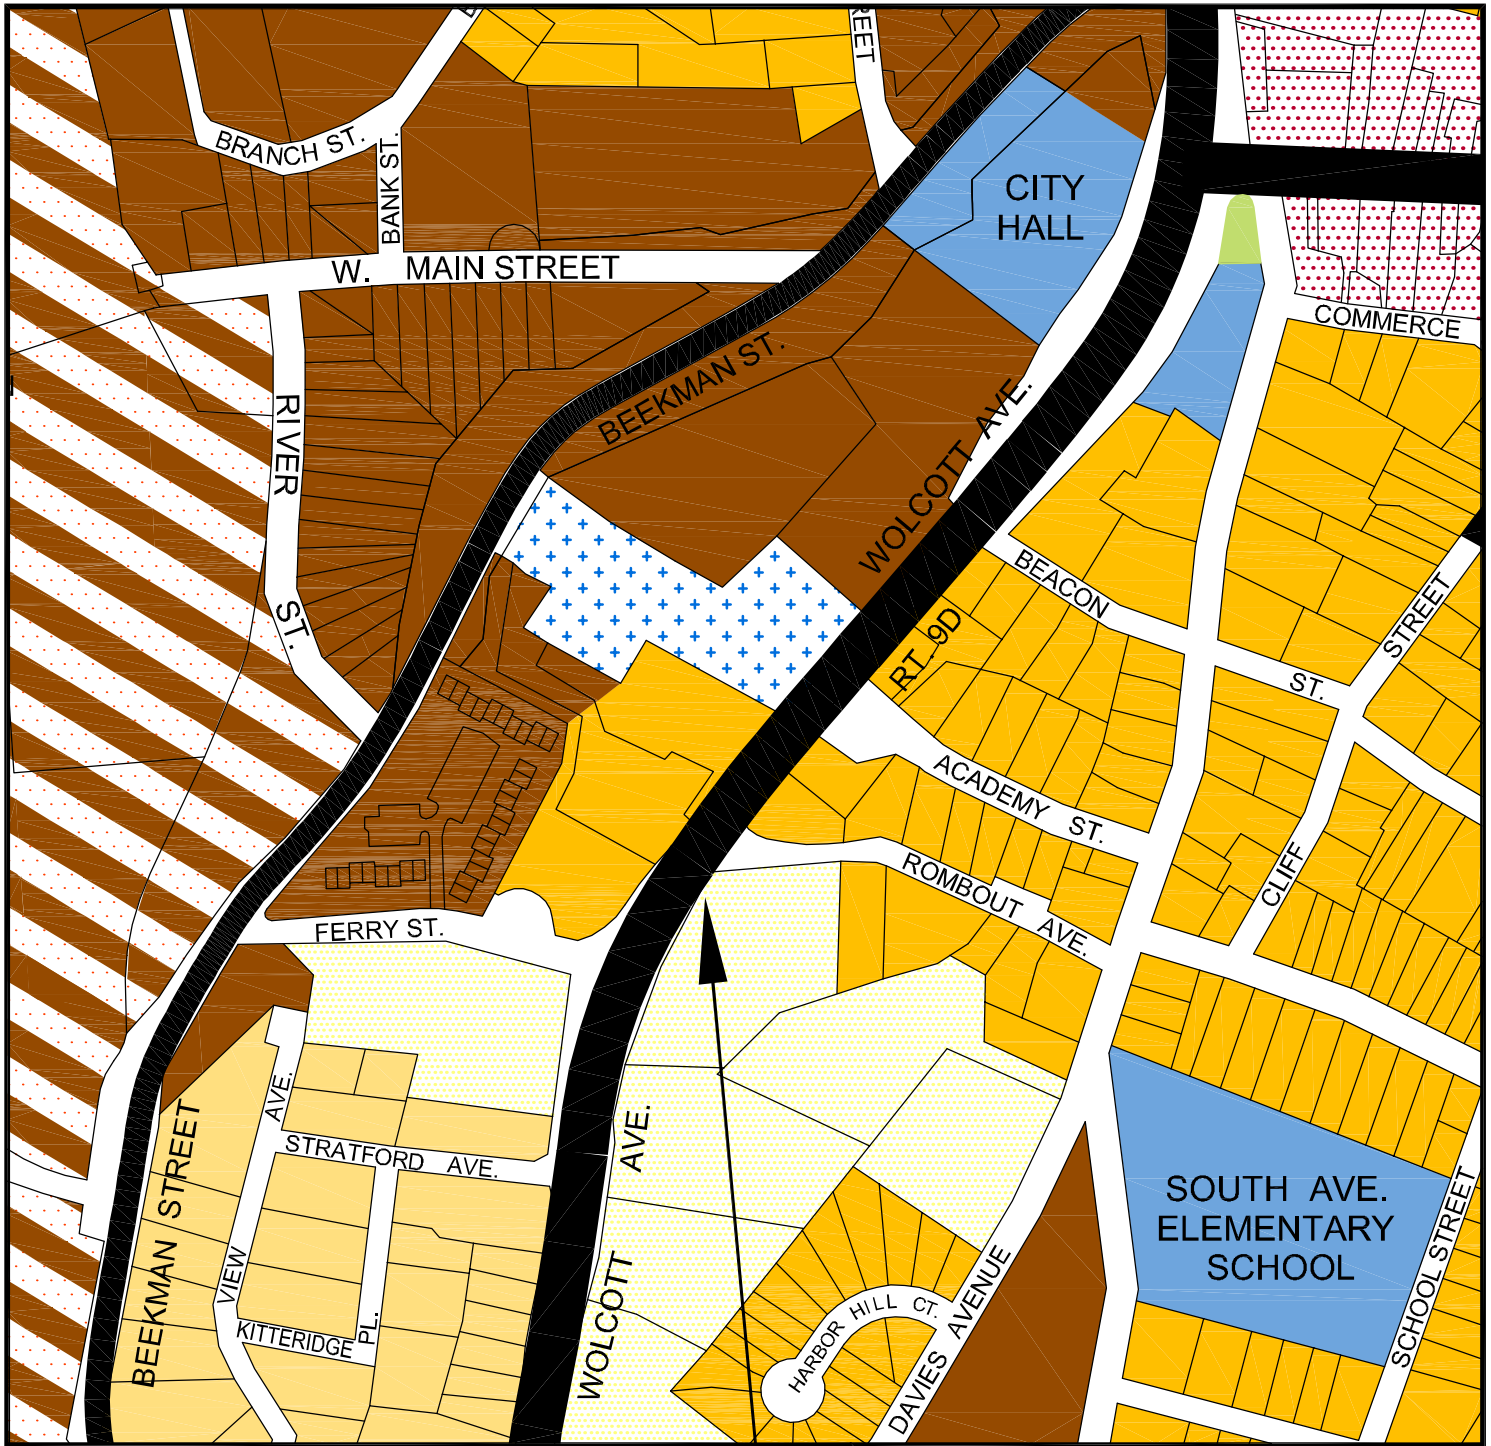 REET
BRANCH ST.
BANK ST.
CITY
HALL
W. MAIN STREET
COMMERCE
BEEKMAN ST.
RIVER
ST.
WOLCOTT AVE.
RT. 9D
BEACON
ST.
STREET
ACADEMY ST.
ROMBOUT AVE.
CLIFF
FERRY ST.
AVE.
VIEW
STRATFORD AVE.
BEEKMAN STREET
KITTERIDGE
PL.
AVE.
WOLCOTT
SOUTH AVE.
ELEMENTARY
SCHOOL
SCHOOL STREET
HARBOR HILL CT.
DAVIES AVENUE